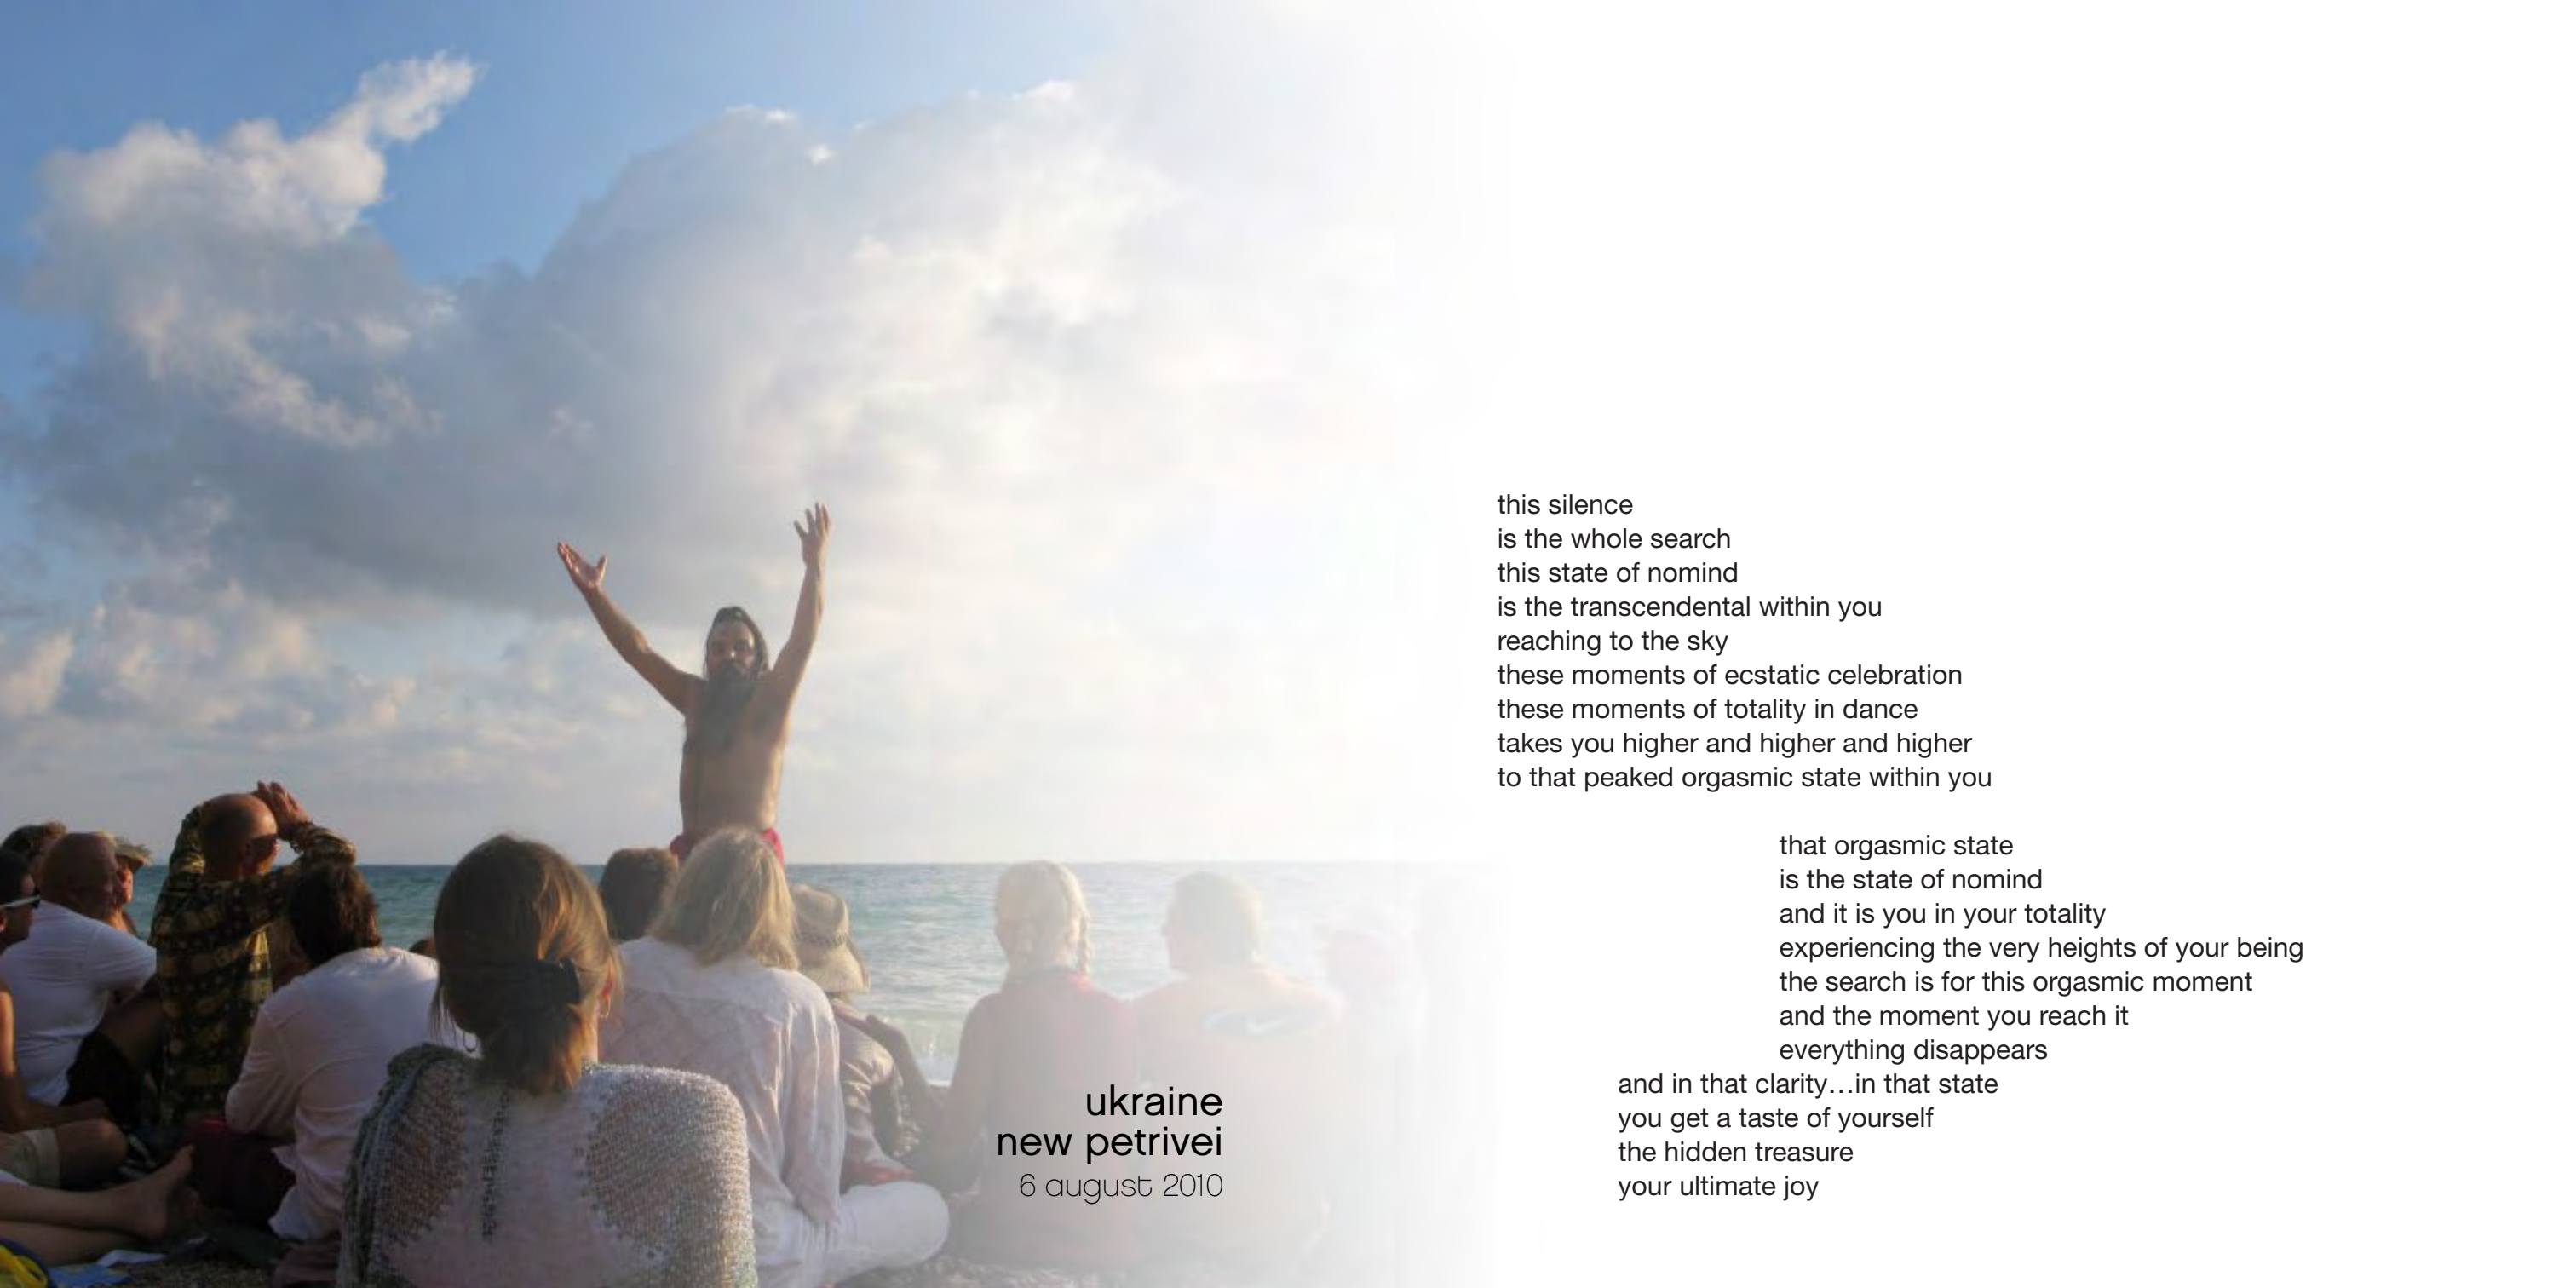 ukraine
new petrivei
6 august 2010
this silence
is the whole search
this state of nomind
is the transcendental within you
reaching to the sky
these moments of ecstatic celebration
these moments of totality in dance
takes you higher and higher and higher
to that peaked orgasmic state within you
that orgasmic state
is the state of nomind
and it is you in your totality
experiencing the very heights of your being
the search is for this orgasmic moment
and the moment you reach it
everything disappears
and in that clarity…in that state
you get a taste of yourself
the hidden treasure
your ultimate joy